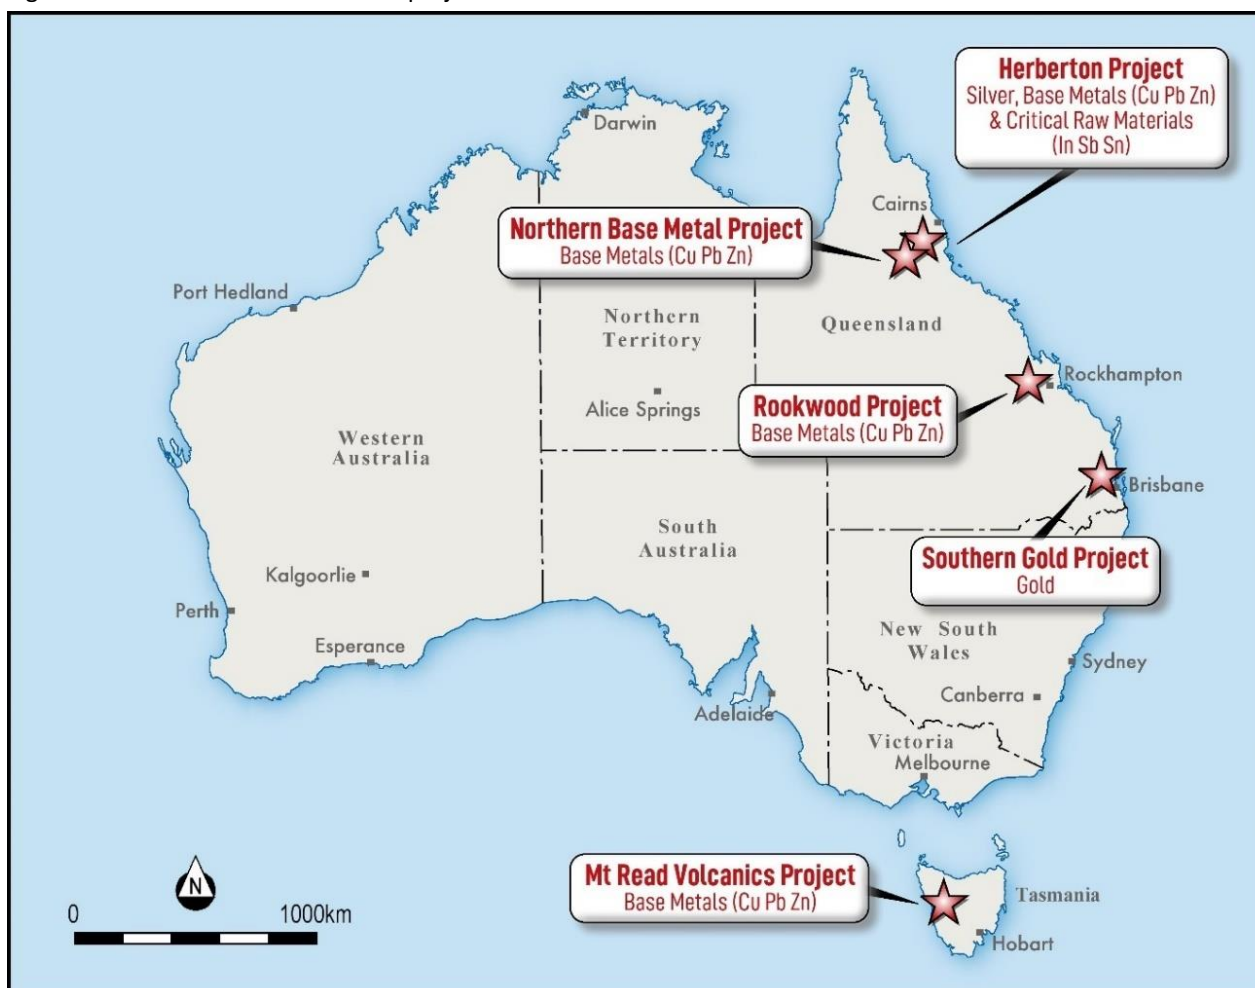 Herberton Project
Silver, Base Metals (Cu Pb Zn)
& Critical Raw Materials
(In Sb Sn)
Darwin
Cairns
Northern Base Metal Project
Base Metals (Cu Pb Zn)
Port Hedland
Northern
Territory
Queensland
Rockhampton
Alice Springs
Rookwood Project
Base Metals (Cu Pb Zn)
Western
Australia
Brisbane
South
Australia
Southern Gold Project
Gold
Kalgoorlie
Perth
New South
Wales
Esperance
Sydney
Canberra
Adelaide
Victoria
Melbourne
Mt Read Volcanics Project
Base Metals (Cu Pb Zn)
Tasmania
Hobart
N
0 1000km